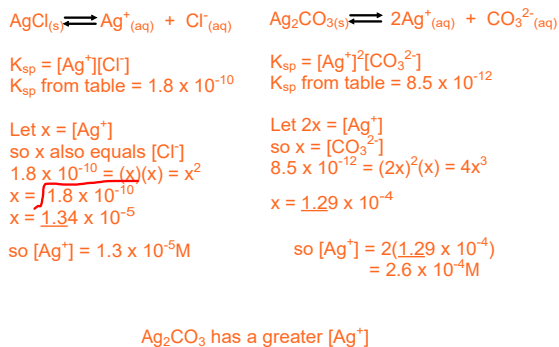 AgCl(s) ⇌ Ag⁺(aq) + Cl⁻(aq)
Ksp = [Ag⁺][Cl⁻]
Ksp from table = 1.8 x 10⁻¹⁰
Let x = [Ag⁺]
so x also equals [Cl⁻]
1.8 x 10⁻¹⁰ = (x)(x) = x²
x = √1.8 x 10⁻¹⁰
x = 1.34 x 10⁻⁵
so [Ag⁺] = 1.3 x 10⁻⁵M
Ag₂CO₃(s) ⇌ 2Ag⁺(aq) + CO₃²⁻(aq)
Ksp = [Ag⁺]²[CO₃²⁻]
Ksp from table = 8.5 x 10⁻¹²
Let 2x = [Ag⁺]
so x = [CO₃²⁻]
8.5 x 10⁻¹² = (2x)²(x) = 4x³
x = 1.29 x 10⁻⁴
so [Ag⁺] = 2(1.29 x 10⁻⁴)
= 2.6 x 10⁻⁴M
Ag₂CO₃ has a greater [Ag⁺]